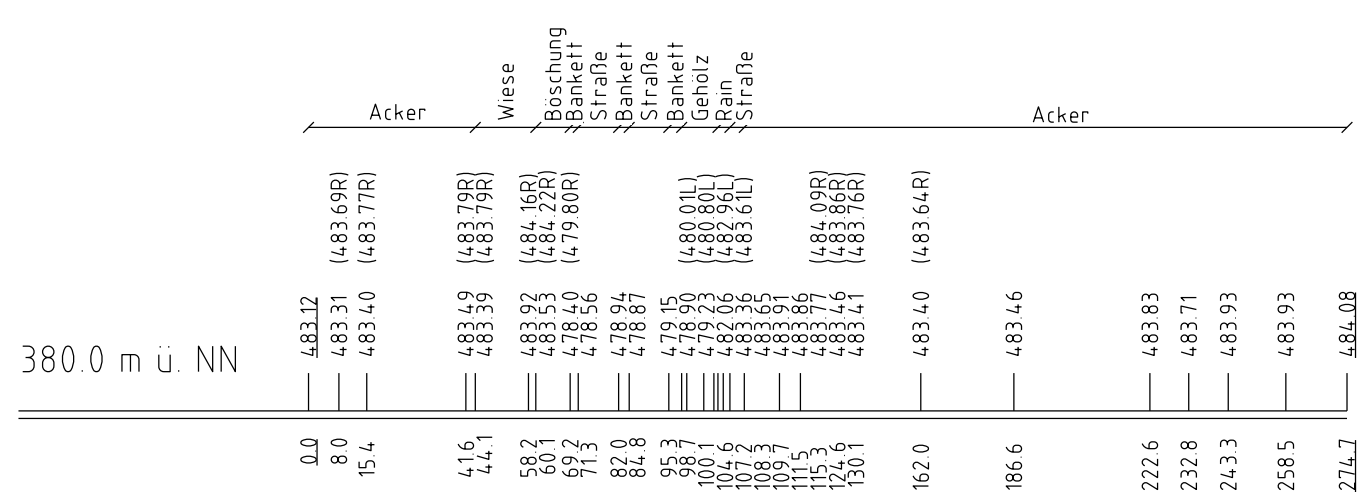 Acker
Wiese
Böschung
Bankett
Straße
Bankett
Straße
Bankett
Gehölz
Rain
Straße
Acker
(483.69R)
(483.77R)
(483.79R)
(483.79R)
(484.16R)
(484.22R)
(479.80R)
(480.01L)
(480.80L)
(482.96L)
(483.61L)
(484.09R)
(483.86R)
(483.76R)
(483.64R)
483.12
483.31
483.40
483.49
483.39
483.92
483.53
478.40
478.56
478.94
478.87
479.15
478.90
479.23
482.06
483.36
483.65
483.91
483.86
483.77
483.46
483.41
483.40
483.46
483.83
483.71
483.93
483.93
484.08
380.0 m ü. NN
0.0
8.0
15.4
41.6
44.1
58.2
60.1
69.2
71.3
82.0
84.8
95.3
98.7
100.1
104.6
107.2
108.3
109.7
111.5
115.3
124.6
130.1
162.0
186.6
222.6
232.8
243.3
258.5
274.7